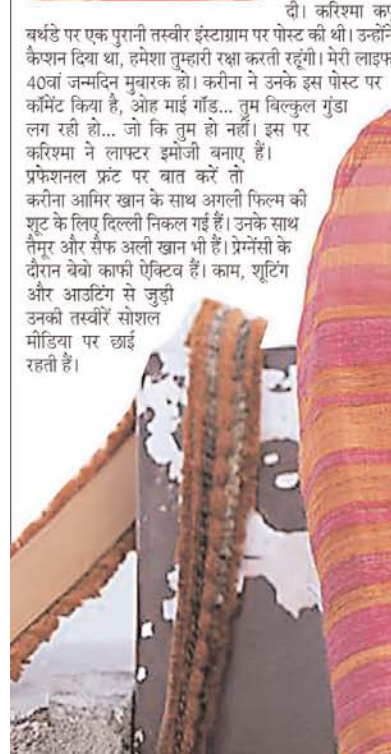 दी। करिश्मा
बर्थडे पर एक पुरानी तस्वीर इंस्टाग्राम पर पोस्ट की थी। उन्होंने
कैप्शन दिया था, हमेशा तुम्हारी रक्षा करती रहूंगी। मेरी लाइफ
40वां जन्मदिन मुबारक हो। करीना ने उनके इस पोस्ट पर
कॉमेंट किया है, ओह माई गॉड... तुम बिल्कुल गुंडा
लग रही हो... जो कि तुम हो नहीं। इस पर
करिश्मा ने लाफ्टर इमोजी बनाए हैं।
प्रफेशनल फ्रंट पर बात करें तो
करीना आमिर खान के साथ अगली फिल्म की
शूट के लिए दिल्ली निकल गई हैं। उनके साथ
तैमूर और सैफ अली खान भी हैं। प्रेग्नेंसी के
दौरान बेबो काफी ऐक्टिव हैं। काम, शूटिंग
और आउटिंग से जुड़ी
उनकी तस्वीरें सोशल
मीडिया पर छाई
रहती हैं।